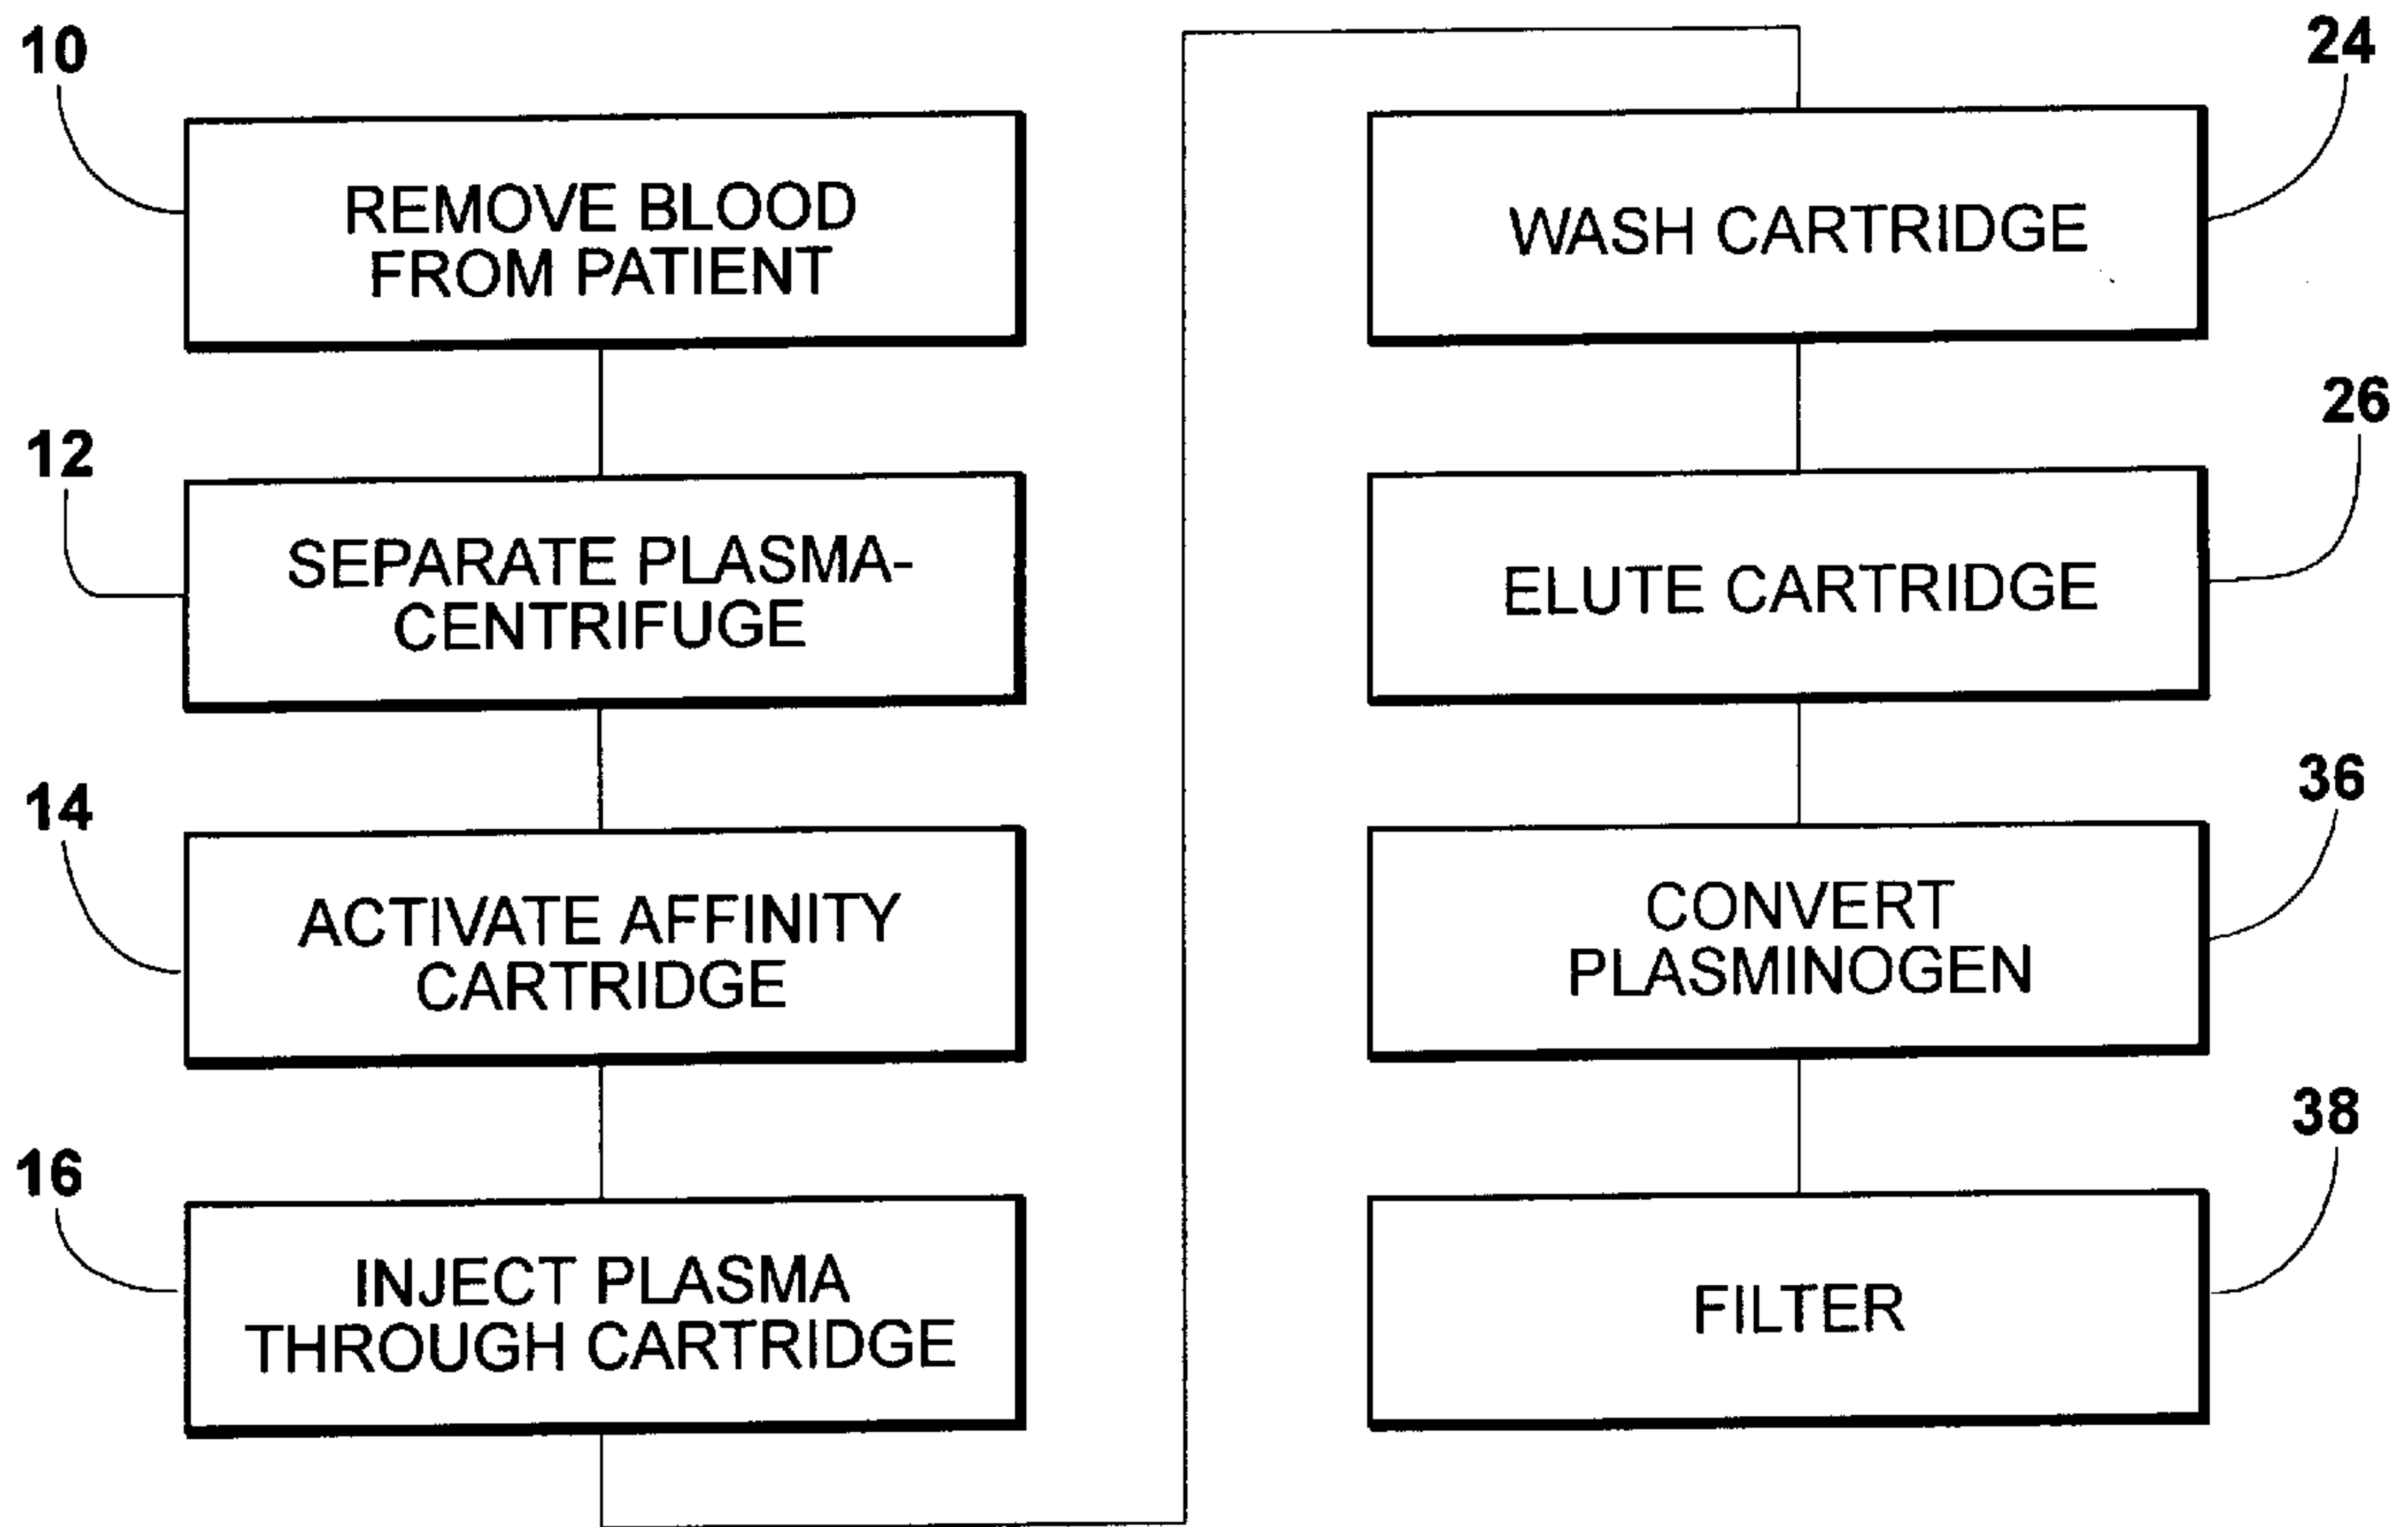 10
REMOVE BLOOD
FROM PATIENT
12
SEPARATE PLASMA-
CENTRIFUGE
14
ACTIVATE AFFINITY
CARTRIDGE
16
INJECT PLASMA
THROUGH CARTRIDGE
24
WASH CARTRIDGE
26
ELUTE CARTRIDGE
36
CONVERT
PLASMINOGEN
38
FILTER